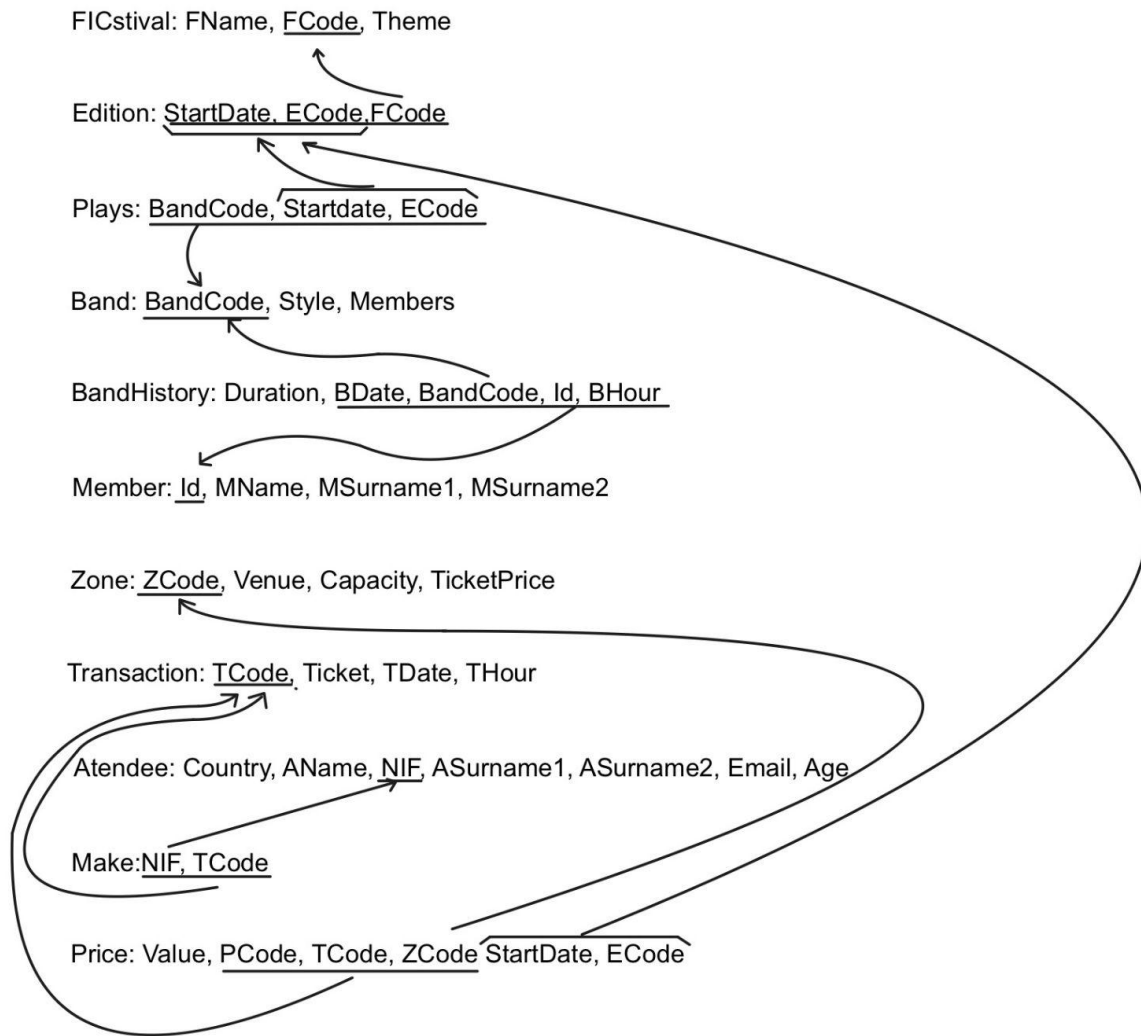 FICstival: FName, FCode, Theme
Edition: StartDate, ECode,FCode
Plays: BandCode, Startdate, ECode
Band: BandCode, Style, Members
BandHistory: Duration, BDate, BandCode, Id, BHour
Member: Id, MName, MSurname1, MSurname2
Zone: ZCode, Venue, Capacity, TicketPrice
Transaction: TCode, Ticket, TDate, THour
Atendee: Country, AName, NIF, ASurname1, ASurname2, Email, Age
Make:NIF, TCode
Price: Value, PCode, TCode, ZCode StartDate, ECode